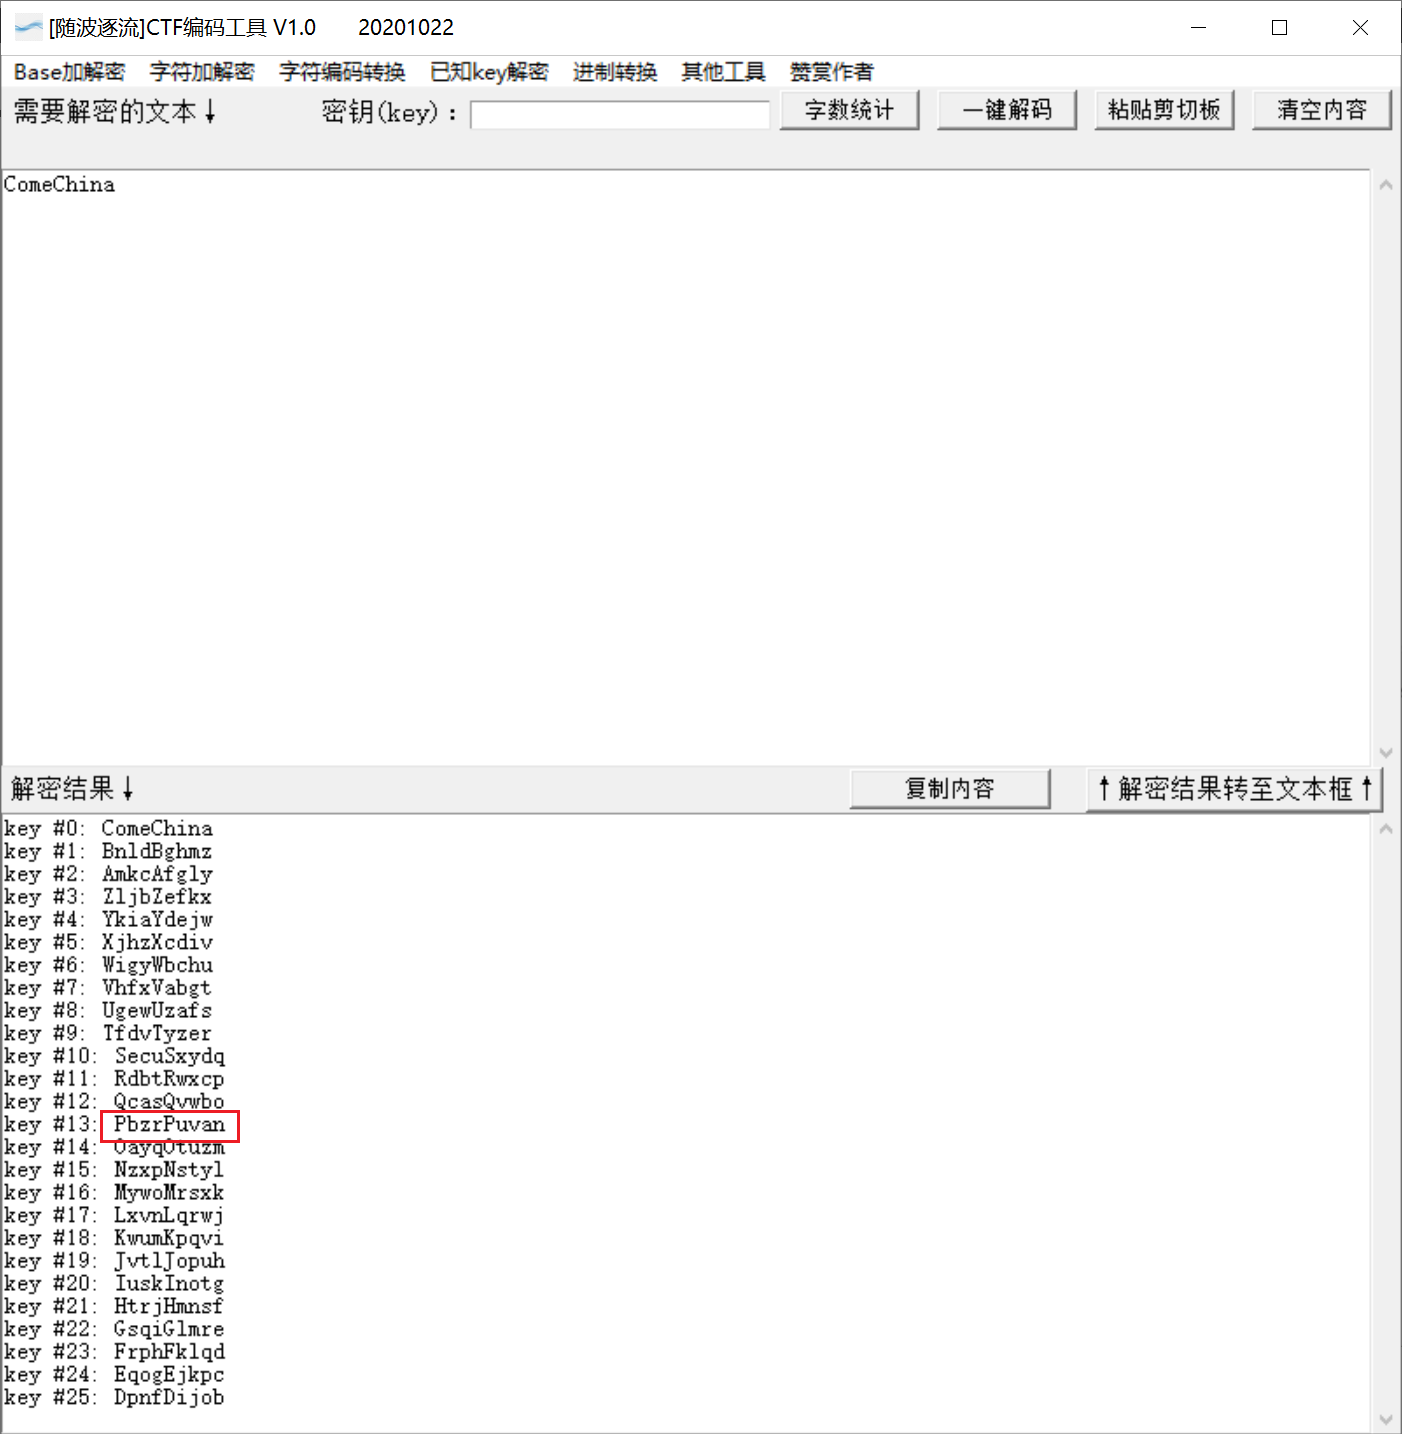 [随波逐流]CTF编码工具 V1.0 20201022
Base加解密 字符加解密 字符编码转换 已知key解密 进制转换 其他工具 赞赏作者
需要解密的文本↓ 密钥(key)： 字数统计 一键解码 粘贴剪切板 清空内容
ComeChina
解密结果↓ 复制内容 ↑解密结果转至文本框↑
key #0: ComeChina
key #1: BnldBghmz
key #2: AmkcAfgly
key #3: ZljbZefkx
key #4: YkiaYdejw
key #5: XjhzXcdiv
key #6: WigyWbchu
key #7: VhfxVabgt
key #8: UgewUzafs
key #9: TfdvTyzer
key #10: SecuSxydq
key #11: RdbtRwxcp
key #12: QcasQvwbo
key #13: PbzrPuvan
key #14: OayqOtuzm
key #15: NzxpNstyl
key #16: MywoMrsxk
key #17: LxvnLqrwj
key #18: KwumKpqvi
key #19: JvtlJopuh
key #20: IuskInotg
key #21: HtrjHmnsf
key #22: GsqiGlmre
key #23: FrphFklqd
key #24: EqogEjkpc
key #25: DpnfDijob